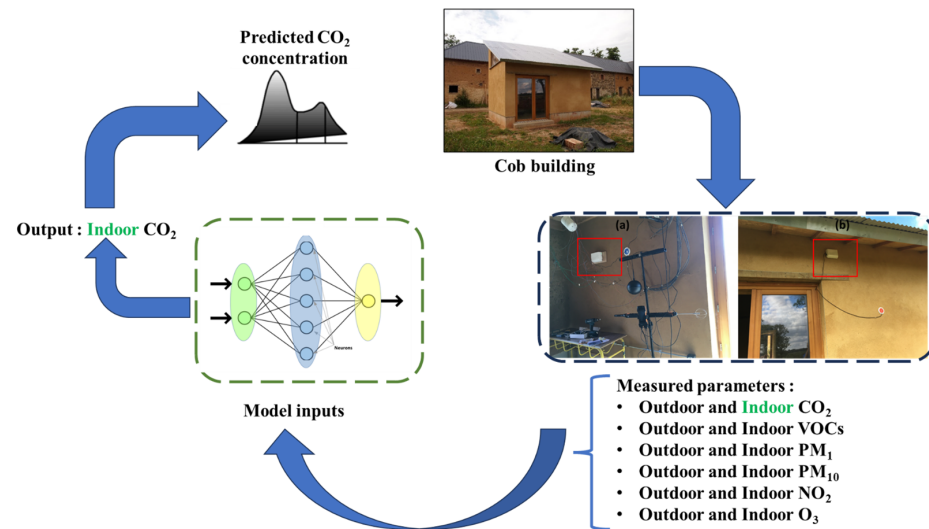 Predicted CO₂
concentration
Cob building
Output : Indoor CO₂
(a)
(b)
Neurons
Model inputs
Measured parameters :
• Outdoor and Indoor CO₂
• Outdoor and Indoor VOCs
• Outdoor and Indoor PM₁
• Outdoor and Indoor PM₁₀
• Outdoor and Indoor NO₂
• Outdoor and Indoor O₃